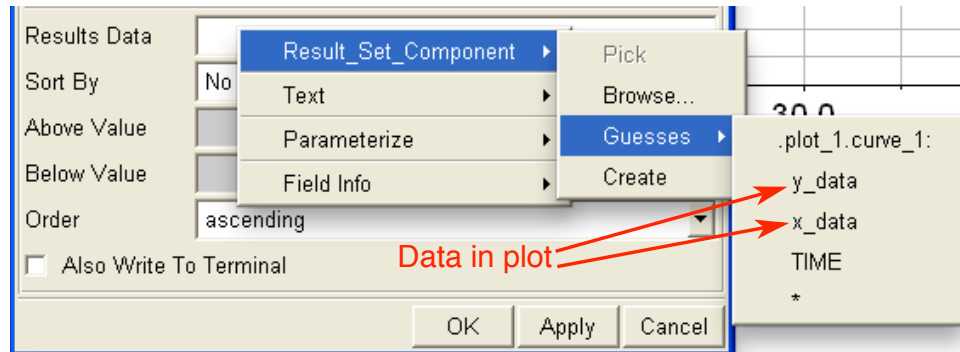 Results Data
Result_Set_Component
Pick
Sort By
No
Text
Browse...
30.0
Above Value
Parameterize
Guesses
.plot_1.curve_1:
Below Value
Field Info
Create
y_data
Order
ascending
x_data
Data in plot
Also Write To Terminal
TIME
*
OK
Apply
Cancel